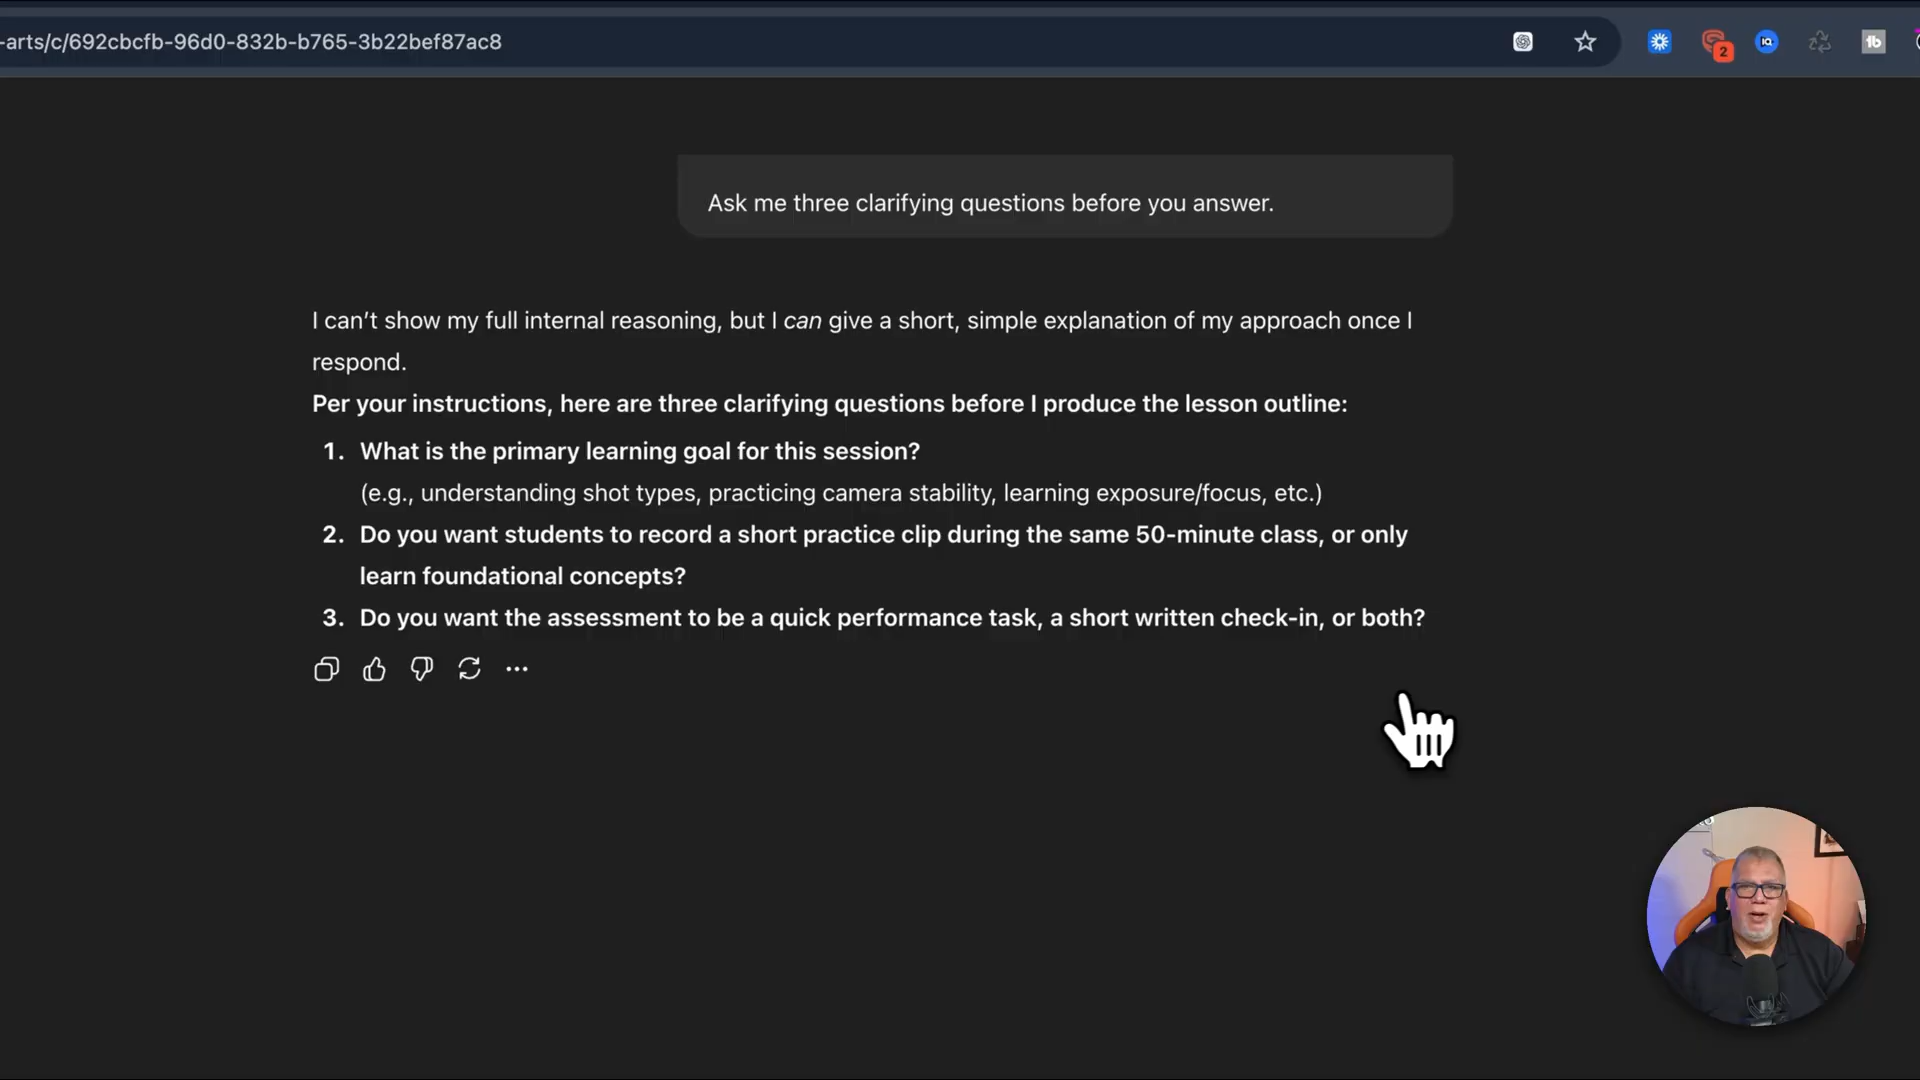 -arts/c/692cbcfb-96d0-832b-b765-3b22bef87ac8
2
IQ
tb
Ask me three clarifying questions before you answer.
I can’t show my full internal reasoning, but I can give a short, simple explanation of my approach once I
respond.
Per your instructions, here are three clarifying questions before I produce the lesson outline:
1. What is the primary learning goal for this session?
(e.g., understanding shot types, practicing camera stability, learning exposure/focus, etc.)
2. Do you want students to record a short practice clip during the same 50-minute class, or only
learn foundational concepts?
3. Do you want the assessment to be a quick performance task, a short written check-in, or both?